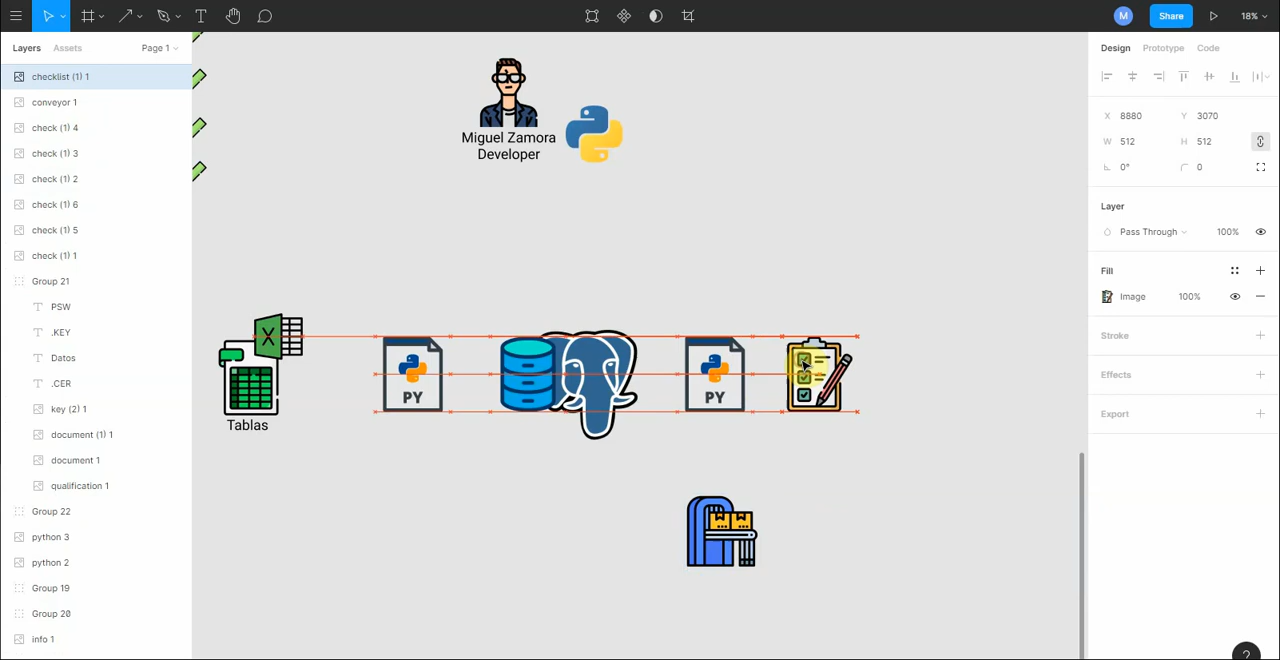 Share
18%
M
Layers
Assets
Page 1
Design
Prototype
Code
checklist (1) 1
conveyor 1
check (1) 4
check (1) 3
check (1) 2
check (1) 6
check (1) 5
check (1) 1
Group 21
PSW
.KEY
Datos
.CER
key (2) 1
document (1) 1
document 1
qualification 1
Group 22
python 3
python 2
Group 19
Group 20
info 1
Miguel Zamora
Developer
X
Tablas
PY
PY
X 8880 Y 3070
W 512 H 512
0° 0
Layer
Pass Through 100%
Fill
Image 100%
Stroke
Effects
Export
?